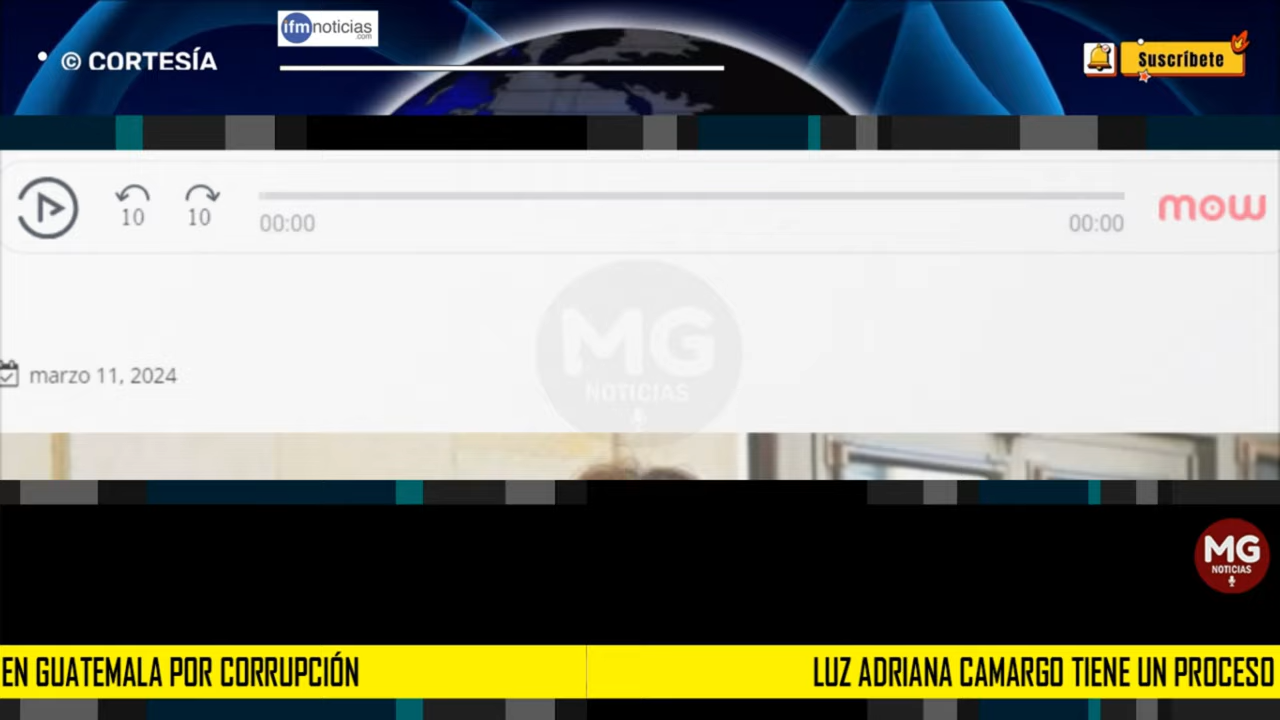 ifmnoticias
.com
© CORTESÍA
Suscríbete
10 10
00:00 00:00
mow
MG
NOTICIAS
marzo 11, 2024
MG
NOTICIAS
EN GUATEMALA POR CORRUPCIÓN LUZ ADRIANA CAMARGO TIENE UN PROCESO